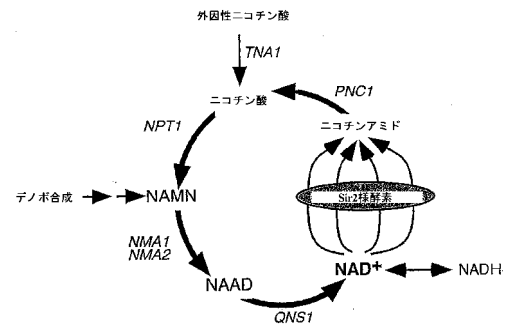 外因性ニコチン酸
TNA1
PNC1
ニコチン酸
ニコチンアミド
NPT1
デノボ合成
NAMN
Sir2様酵素
NMA1
NMA2
NAAD
NAD+
NADH
QNS1